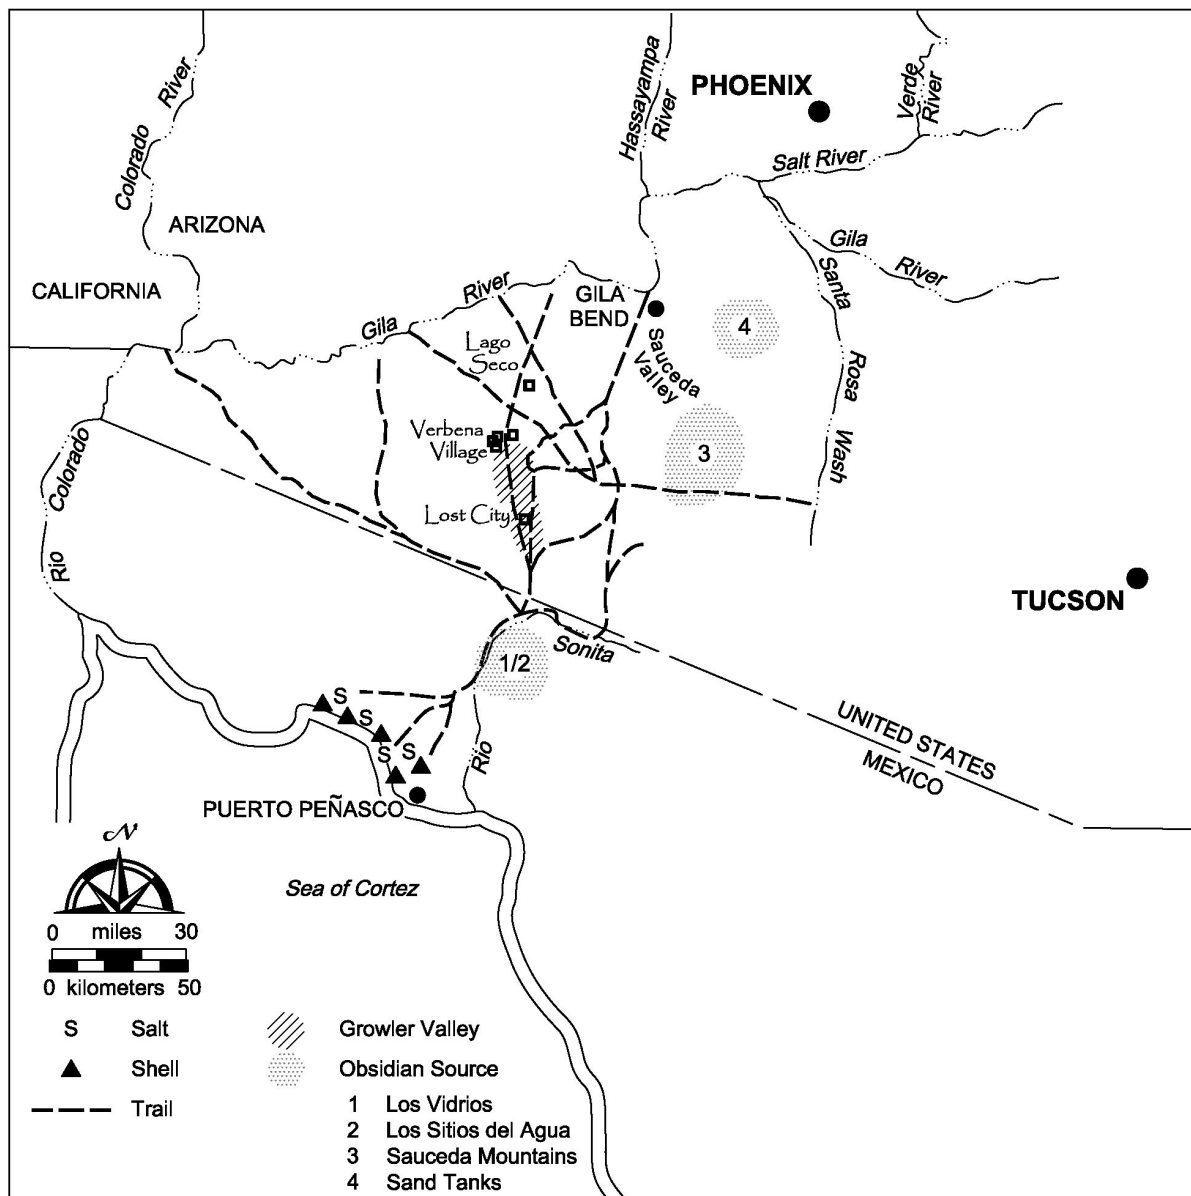 Colorado
River
Hassayampa
River
PHOENIX
Verde
River
Salt River
ARIZONA
CALIFORNIA
Gila
River
Gila
River
Santa
Rosa
Wash
GILA
BEND
Sauceda
Valley
4
Lago
Seco
Verbena
Village
3
Lost City
Rio
Colorado
TUCSON
Rio
Sonita
1/2
S
S
S
S
UNITED STATES
MEXICO
PUERTO PEÑASCO
Sea of Cortez
N
0 miles 30
0 kilometers 50
S Salt
Shell
Trail
Growler Valley
Obsidian Source
1 Los Vidrios
2 Los Sitios del Agua
3 Sauceda Mountains
4 Sand Tanks